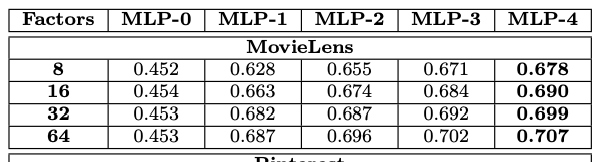 Factors MLP-0 MLP-1 MLP-2 MLP-3 MLP-4
MovieLens
8 0.452 0.628 0.655 0.671 0.678
16 0.454 0.663 0.674 0.684 0.690
32 0.453 0.682 0.687 0.692 0.699
64 0.453 0.687 0.696 0.702 0.707
Pinterest